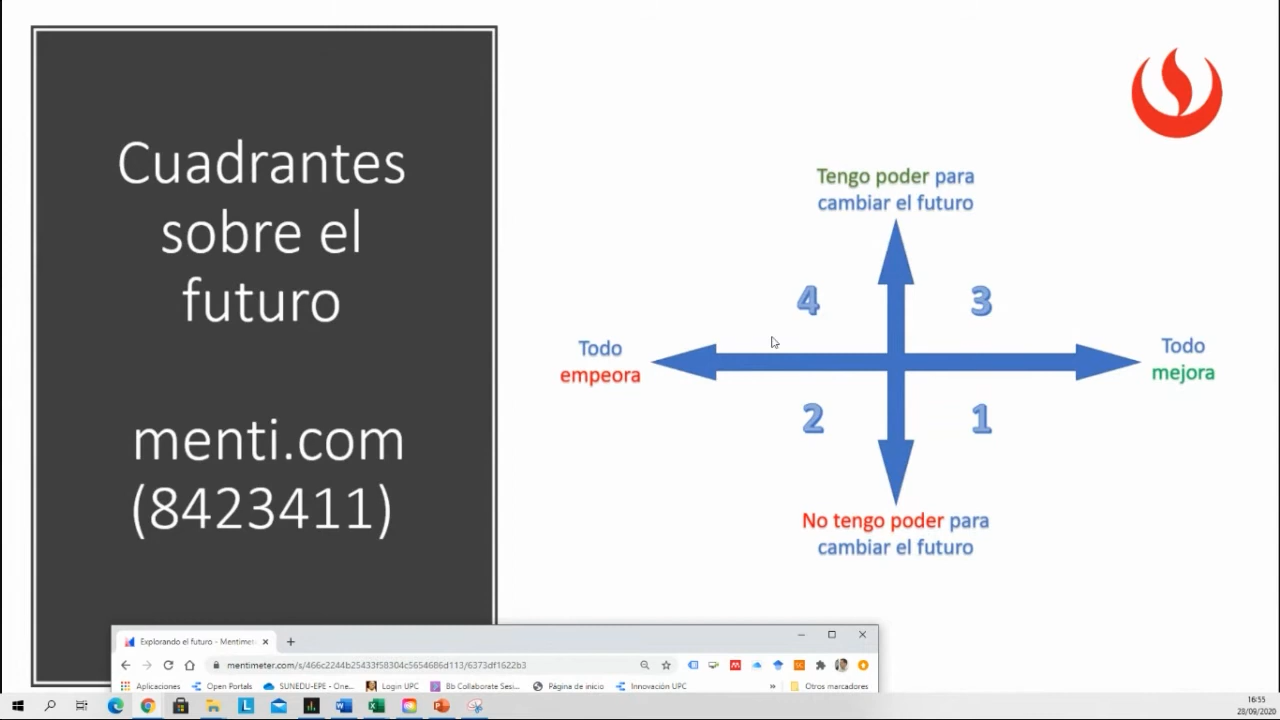 Cuadrantes
sobre el
futuro
menti.com
(8423411)
Tengo poder para
cambiar el futuro
4
3
Todo
empeora
Todo
mejora
2
1
No tengo poder para
cambiar el futuro
Explorando el futuro - Mentimet
mentimeter.com/s/466c2244b25433f58304c5654686d113/6373df1622b3
Aplicaciones
Open Portals
SUNEDU-EPE - One...
Login UPC
Bb Collaborate Sesi...
Página de inicio
Innovación UPC
»
Otros marcadores
16:55
28/09/2020